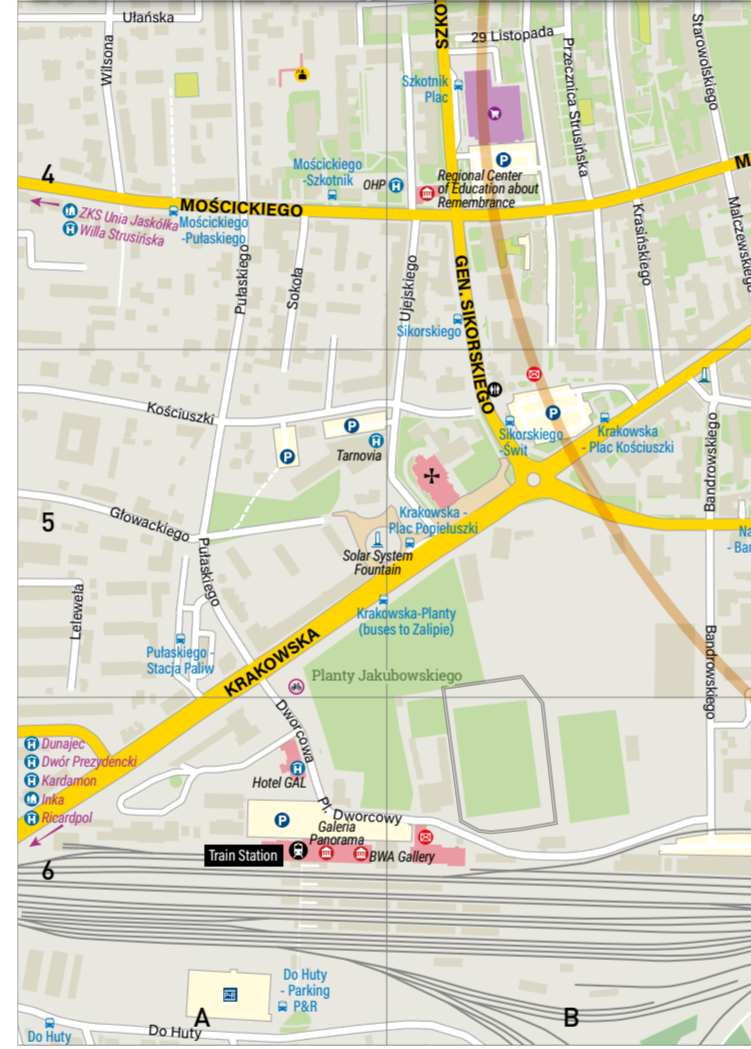 Ułańska
Wilsona
SZKOT
29 Listopada
Przecznica Strusińska
Starowolskiego
Szkotnik
Plac
P
4
Mościckiego
-Szkotnik
OHP
H
Regional Center
of Education about
Remembrance
M
MOŚCICKIEGO
ZKS Unia Jaskółka
H
Willa Strusińska
Mościckiego
-Pułaskiego
Pułaskiego
Sokoła
Ujejskiego
GEN. SIKORSKIEGO
Krasińskiego
Malczewskiego
Sikorskiego
Kościuszki
P
P
H
Tarnovia
P
Sikorskiego
-Świt
Krakowska
- Plac Kościuszki
Bandrowskiego
5
Głowackiego
Krakowska -
Plac Popiełuszki
Solar System
Fountain
Na
- Bar
Pułaskiego
Lelewela
Krakowska-Planty
(buses to Zalipie)
Pułaskiego -
Stacja Paliw
KRAKOWSKA
Planty Jakubowskiego
Bandrowskiego
Dworcowa
H
Dunajec
H
Dwór Prezydencki
H
Kardamon
Inka
H
Ricardpol
H
Hotel GAL
Pl. Dworcowy
P
Galeria
Panorama
Train Station
BWA Gallery
6
P+R
Do Huty
- Parking
P&R
A
B
Do Huty
Do Huty